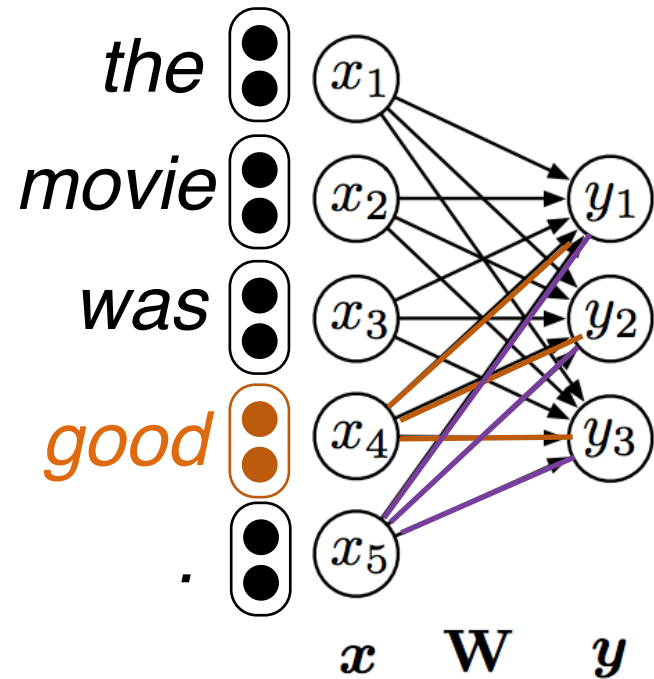 the x₁
movie x₂ y₁
was x₃ y₂
good x₄ y₃
. x₅
x W y